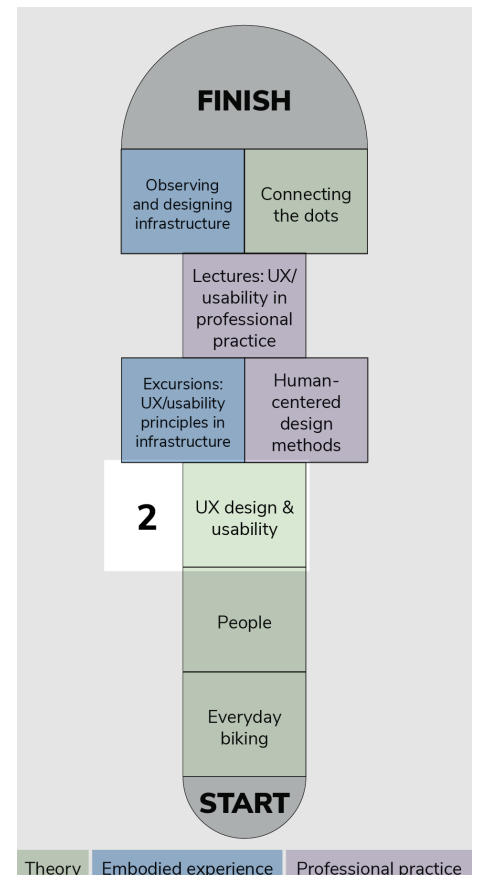 FINISH
Observing
and designing
infrastructure
Connecting
the dots
Lectures: UX/
usability in
professional
practice
Excursions:
UX/usability
principles in
infrastructure
Human-
centered
design
methods
2
UX design &
usability
People
Everyday
biking
START
Theory
Embodied experience
Professional practice